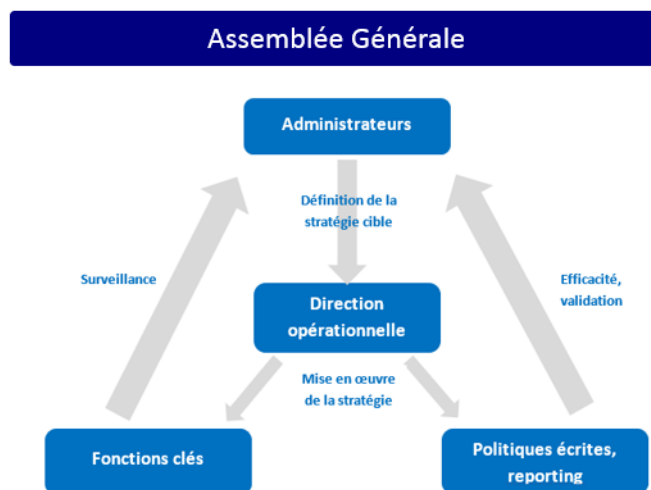 Assemblée Générale
Administrateurs
Définition de la
stratégie cible
Surveillance
Efficacité,
validation
Direction
opérationnelle
Mise en œuvre
de la stratégie
Fonctions clés
Politiques écrites,
reporting